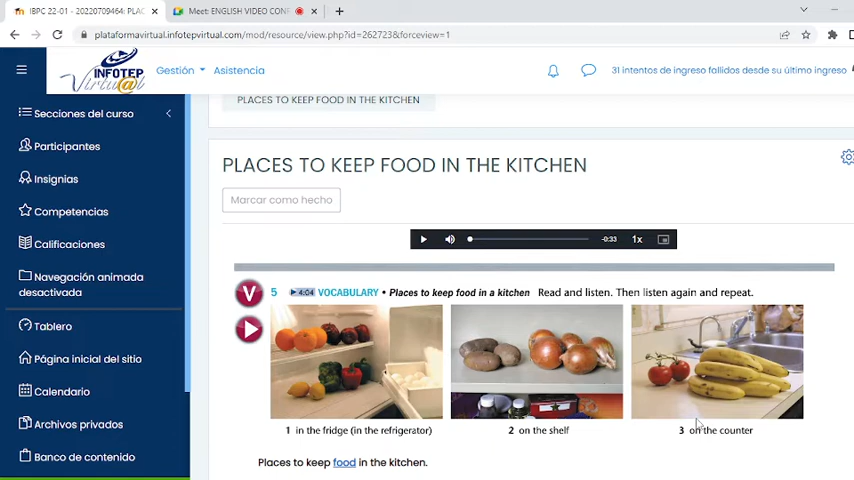 IBPC 22-01 - 20220709464: PLAC
Meet: ENGLISH VIDEO CONF
plataformavirtual.infotepvirtual.com/mod/resource/view.php?id=262723&forceview=1
INFOTEP
Virtu@l
Gestión
Asistencia
31 intentos de ingreso fallidos desde su último ingreso
Secciones del curso
Participantes
Insignias
Competencias
Calificaciones
Navegación animada
desactivada
Tablero
Página inicial del sitio
Calendario
Archivos privados
Banco de contenido
PLACES TO KEEP FOOD IN THE KITCHEN
PLACES TO KEEP FOOD IN THE KITCHEN
Marcar como hecho
-0:33 1x
V 5 4:04 VOCABULARY • Places to keep food in a kitchen Read and listen. Then listen again and repeat.
1 in the fridge (in the refrigerator) 2 on the shelf 3 on the counter
Places to keep food in the kitchen.